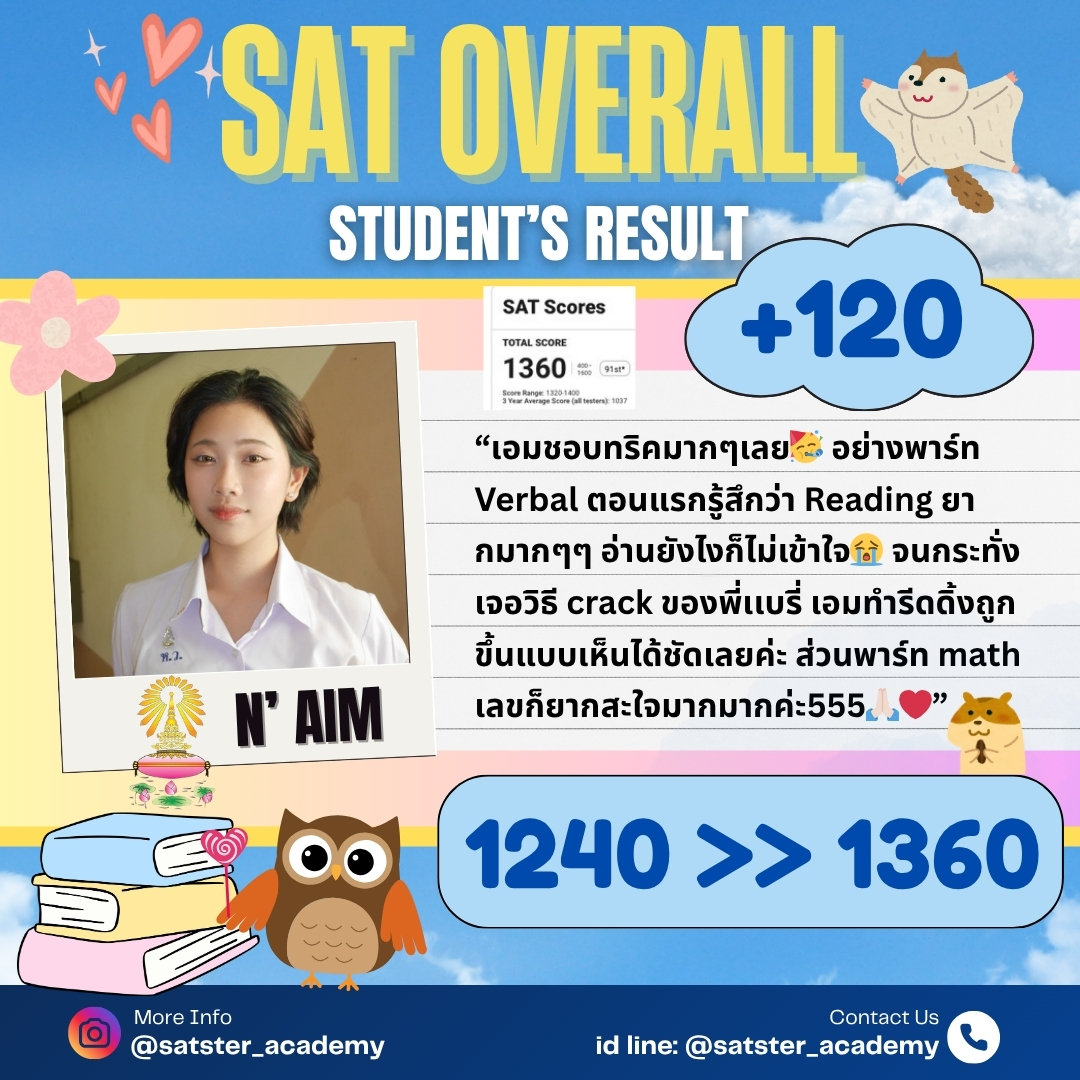 SAT OVERALL
STUDENT'S RESULT
+120
SAT Scores
TOTAL SCORE
1360 400-1600 91st*
Score Range: 1320-1400
3 Year Average Score (all testers): 1037
“เอมชอบทริคมากๆเลย🥳 อย่างพาร์ท
Verbal ตอนแรกรู้สึกว่า Reading ยา
กมากๆๆ อ่านยังไงก็ไม่เข้าใจ😭 จนกระทั่ง
เจอวิธี crack ของพี่แบรี่ เอมทำรีดดิ้งถูก
ขึ้นแบบเห็นได้ชัดเลยค่ะ ส่วนพาร์ท math
เลขก็ยากสะใจมากมากค่ะ555🙏🏻❤️”
พ.ว.
N' AIM
1240 >> 1360
More Info
@satster_academy
Contact Us
id line: @satster_academy